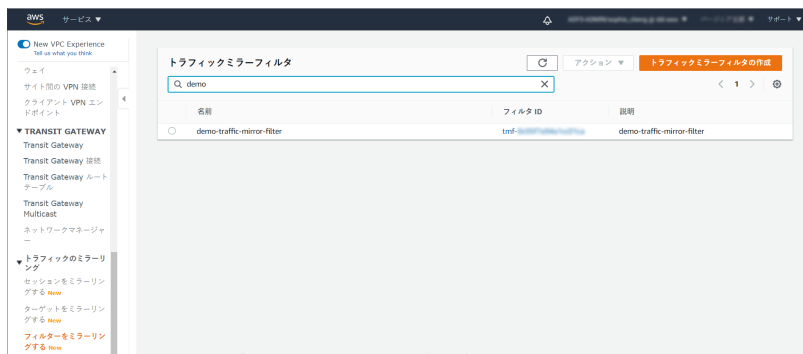 aws サービス ▼ サポート ▼
New VPC Experience
Tell us what you think
ウェイ
サイト間の VPN 接続
クライアント VPN エン
ドポイント
▼ TRANSIT GATEWAY
Transit Gateway
Transit Gateway 接続
Transit Gateway ルート
テーブル
Transit Gateway
Multicast
ネットワークマネージャ
ー
▼ トラフィックのミラーリ
ング
セッションをミラーリン
グする New
ターゲットをミラーリン
グする New
フィルターをミラーリン
グする New
トラフィックミラーフィルタ
アクション ▼
トラフィックミラーフィルタの作成
demo
1
名前 フィルタ ID 説明
demo-traffic-mirror-filter tmf- demo-traffic-mirror-filter